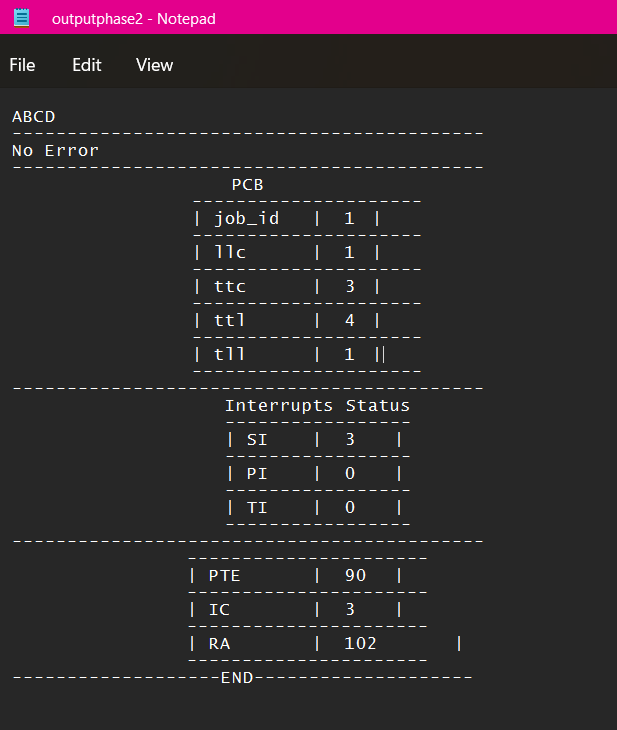 outputphase2 - Notepad
File Edit View
ABCD
-------------------------------------------
No Error
-------------------------------------------
PCB
---------------------
| job_id | 1 |
---------------------
| llc | 1 |
---------------------
| ttc | 3 |
---------------------
| ttl | 4 |
---------------------
| tll | 1 |
---------------------
-------------------------------------------
Interrupts Status
-----------------
| SI | 3 |
-----------------
| PI | 0 |
-----------------
| TI | 0 |
-----------------
-------------------------------------------
----------------------
| PTE | 90 |
----------------------
| IC | 3 |
----------------------
| RA | 102 |
----------------------
-------------------END--------------------